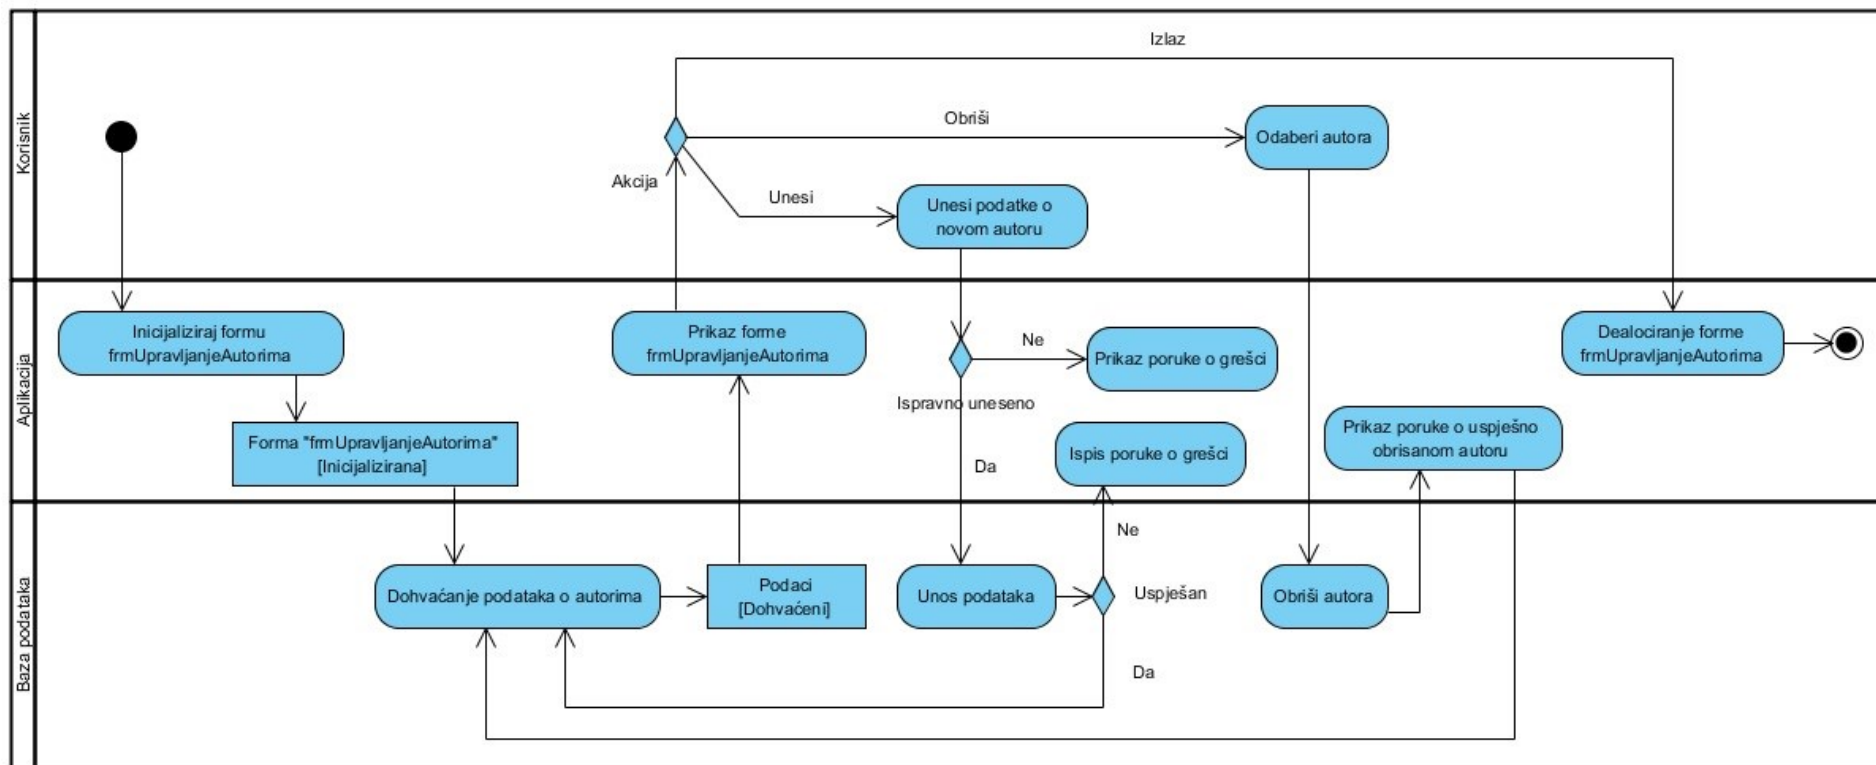 Korisnik
Izlaz
Obriši
Odaberi autora
Akcija
Unesi
Unesi podatke o
novom autoru
Aplikacija
Inicijaliziraj formu
frmUpravljanjeAutorima
Prikaz forme
frmUpravljanjeAutorima
Ne
Prikaz poruke o grešci
Dealociranje forme
frmUpravljanjeAutorima
Ispravno uneseno
Forma "frmUpravljanjeAutorima"
[Inicijalizirana]
Da
Ispis poruke o grešci
Prikaz poruke o uspješno
obrisanom autoru
Baza podataka
Ne
Dohvaćanje podataka o autorima
Podaci
[Dohvaćeni]
Unos podataka
Uspješan
Obriši autora
Da